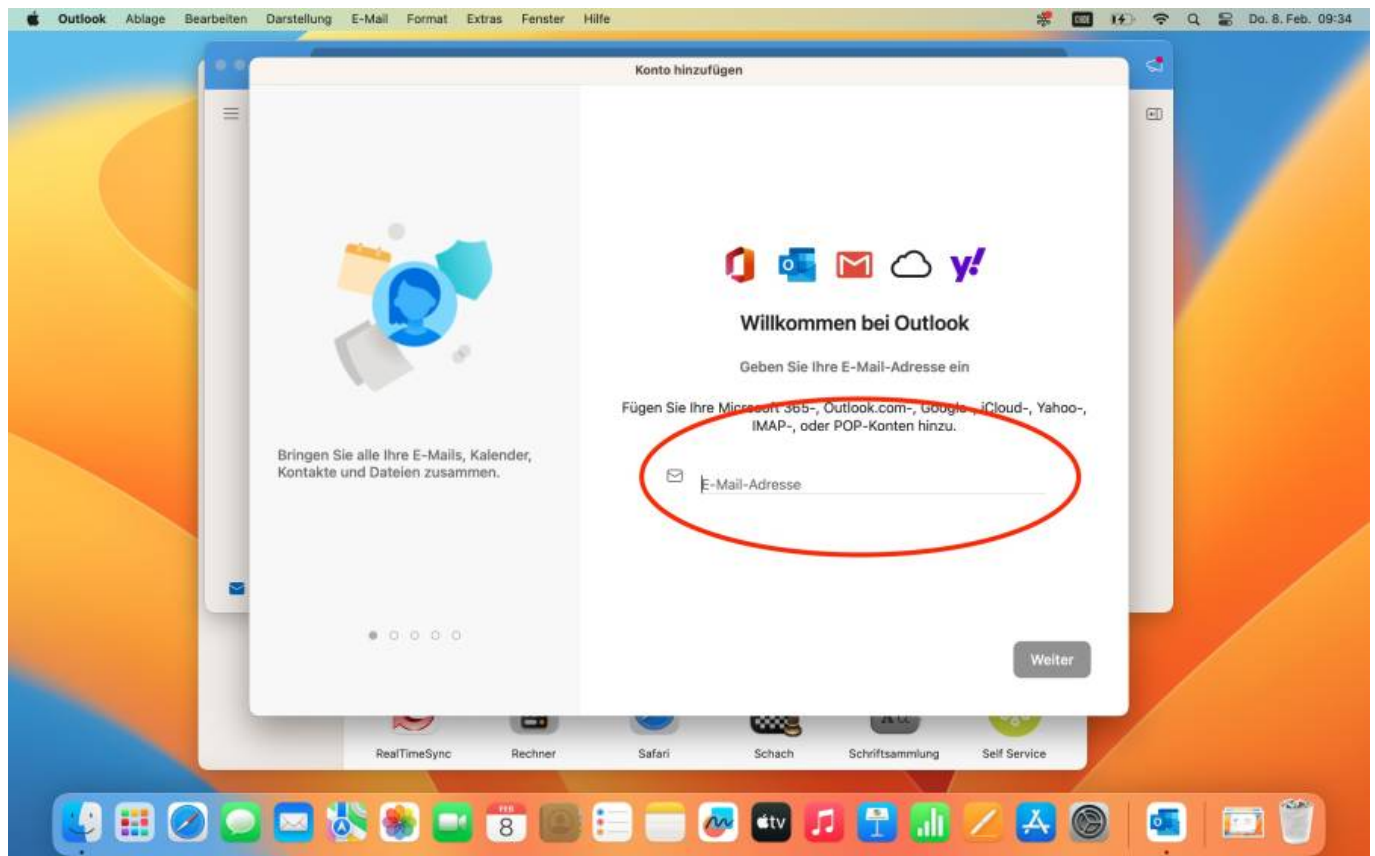 Outlook Ablage Bearbeiten Darstellung E-Mail Format Extras Fenster Hilfe Do. 8. Feb. 09:34
Konto hinzufügen
Willkommen bei Outlook
Geben Sie Ihre E-Mail-Adresse ein
Fügen Sie Ihre Microsoft 365-, Outlook.com-, Google-, iCloud-, Yahoo-,
IMAP-, oder POP-Konten hinzu.
E-Mail-Adresse
Bringen Sie alle Ihre E-Mails, Kalender,
Kontakte und Dateien zusammen.
Weiter
RealTimeSync Rechner Safari Schach Schriftsammlung Self Service
FEB
8
tv